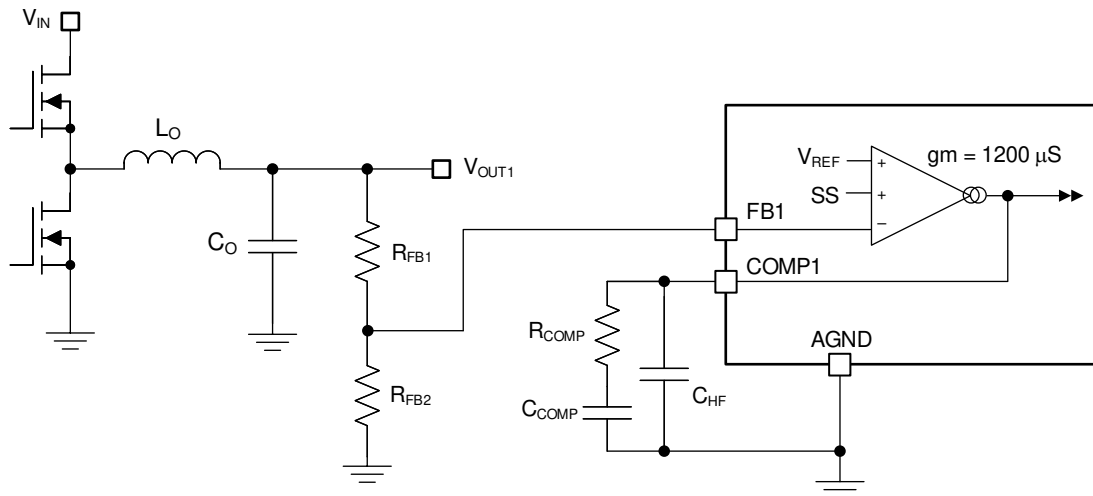 VIN
LO
VOUT1
CO
RFB1
RFB2
VREF
gm = 1200 μS
SS
FB1
COMP1
RCOMP
CCOMP
CHF
AGND
+
+
−